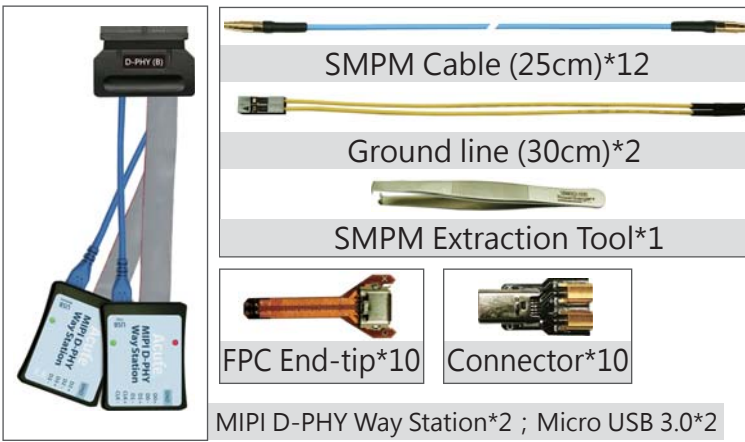 D-PHY (B)
SMPM Cable (25cm)*12
Ground line (30cm)*2
SMPM Extraction Tool*1
FPC End-tip*10
Connector*10
Acute
MIPI D-PHY
Way Station
USB
Acute
MIPI D-PHY
Way Station
USB
MIPI D-PHY Way Station*2 ; Micro USB 3.0*2